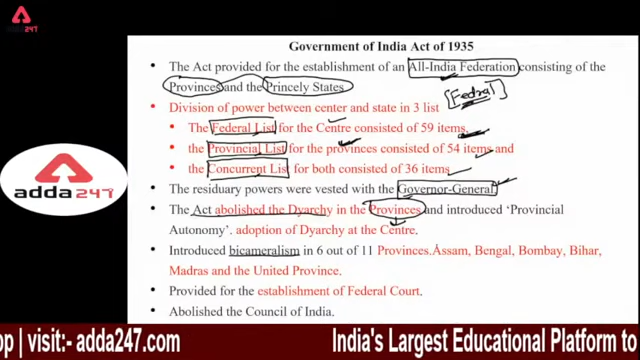 adda247
Government of India Act of 1935
• The Act provided for the establishment of an All-India Federation consisting of the
Provinces and the Princely States
[Fedral]
• Division of power between center and state in 3 list
• The Federal List for the Centre consisted of 59 items,
• the Provincial List for the provinces consisted of 54 items and
• the Concurrent List for both consisted of 36 items
• The residuary powers were vested with the Governor-General
• The Act abolished the Dyarchy in the Provinces and introduced ‘Provincial
Autonomy’. adoption of Dyarchy at the Centre.
• Introduced bicameralism in 6 out of 11 Provinces.Assam, Bengal, Bombay, Bihar,
Madras and the United Province.
• Provided for the establishment of Federal Court.
• Abolished the Council of India.
adda247
pp | visit:- adda247.com
India's Largest Educational Platform to